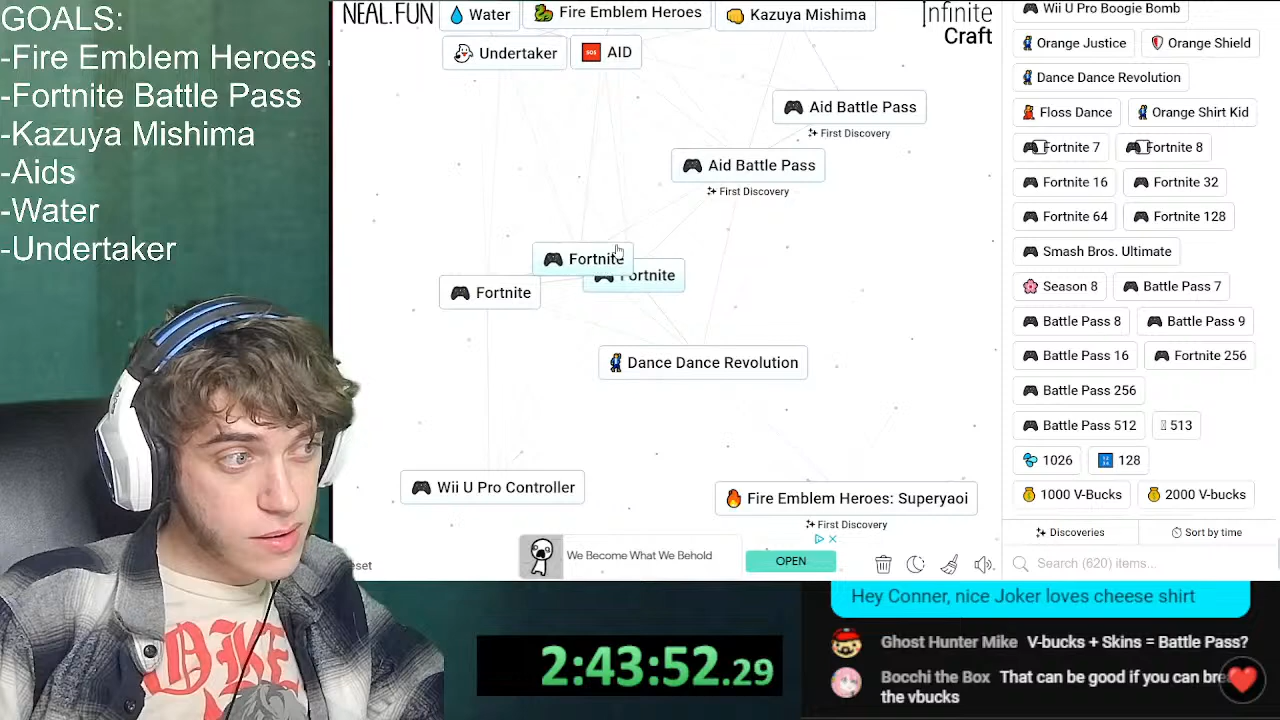 GOALS:
-Fire Emblem Heroes
-Fortnite Battle Pass
-Kazuya Mishima
-Aids
-Water
-Undertaker
NEAL.FUN
Water
Fire Emblem Heroes
Kazuya Mishima
Infinite
Craft
Undertaker
SOS AID
Aid Battle Pass
First Discovery
Aid Battle Pass
First Discovery
Fortnite
Fortnite
Fortnite
Dance Dance Revolution
Wii U Pro Controller
Fire Emblem Heroes: Superyaoi
First Discovery
We Become What We Behold
OPEN
Wii U Pro Boogie Bomb
Orange Justice
Orange Shield
Dance Dance Revolution
Floss Dance
Orange Shirt Kid
Fortnite 7
Fortnite 8
Fortnite 16
Fortnite 32
Fortnite 64
Fortnite 128
Smash Bros. Ultimate
Season 8
Battle Pass 7
Battle Pass 8
Battle Pass 9
Battle Pass 16
Fortnite 256
Battle Pass 256
Battle Pass 512
513
1026
128
1000 V-Bucks
2000 V-bucks
Discoveries
Sort by time
Search (620) items...
Hey Conner, nice Joker loves cheese shirt
Ghost Hunter Mike V-bucks + Skins = Battle Pass?
Bocchi the Box That can be good if you can
the vbucks
2:43:52.29